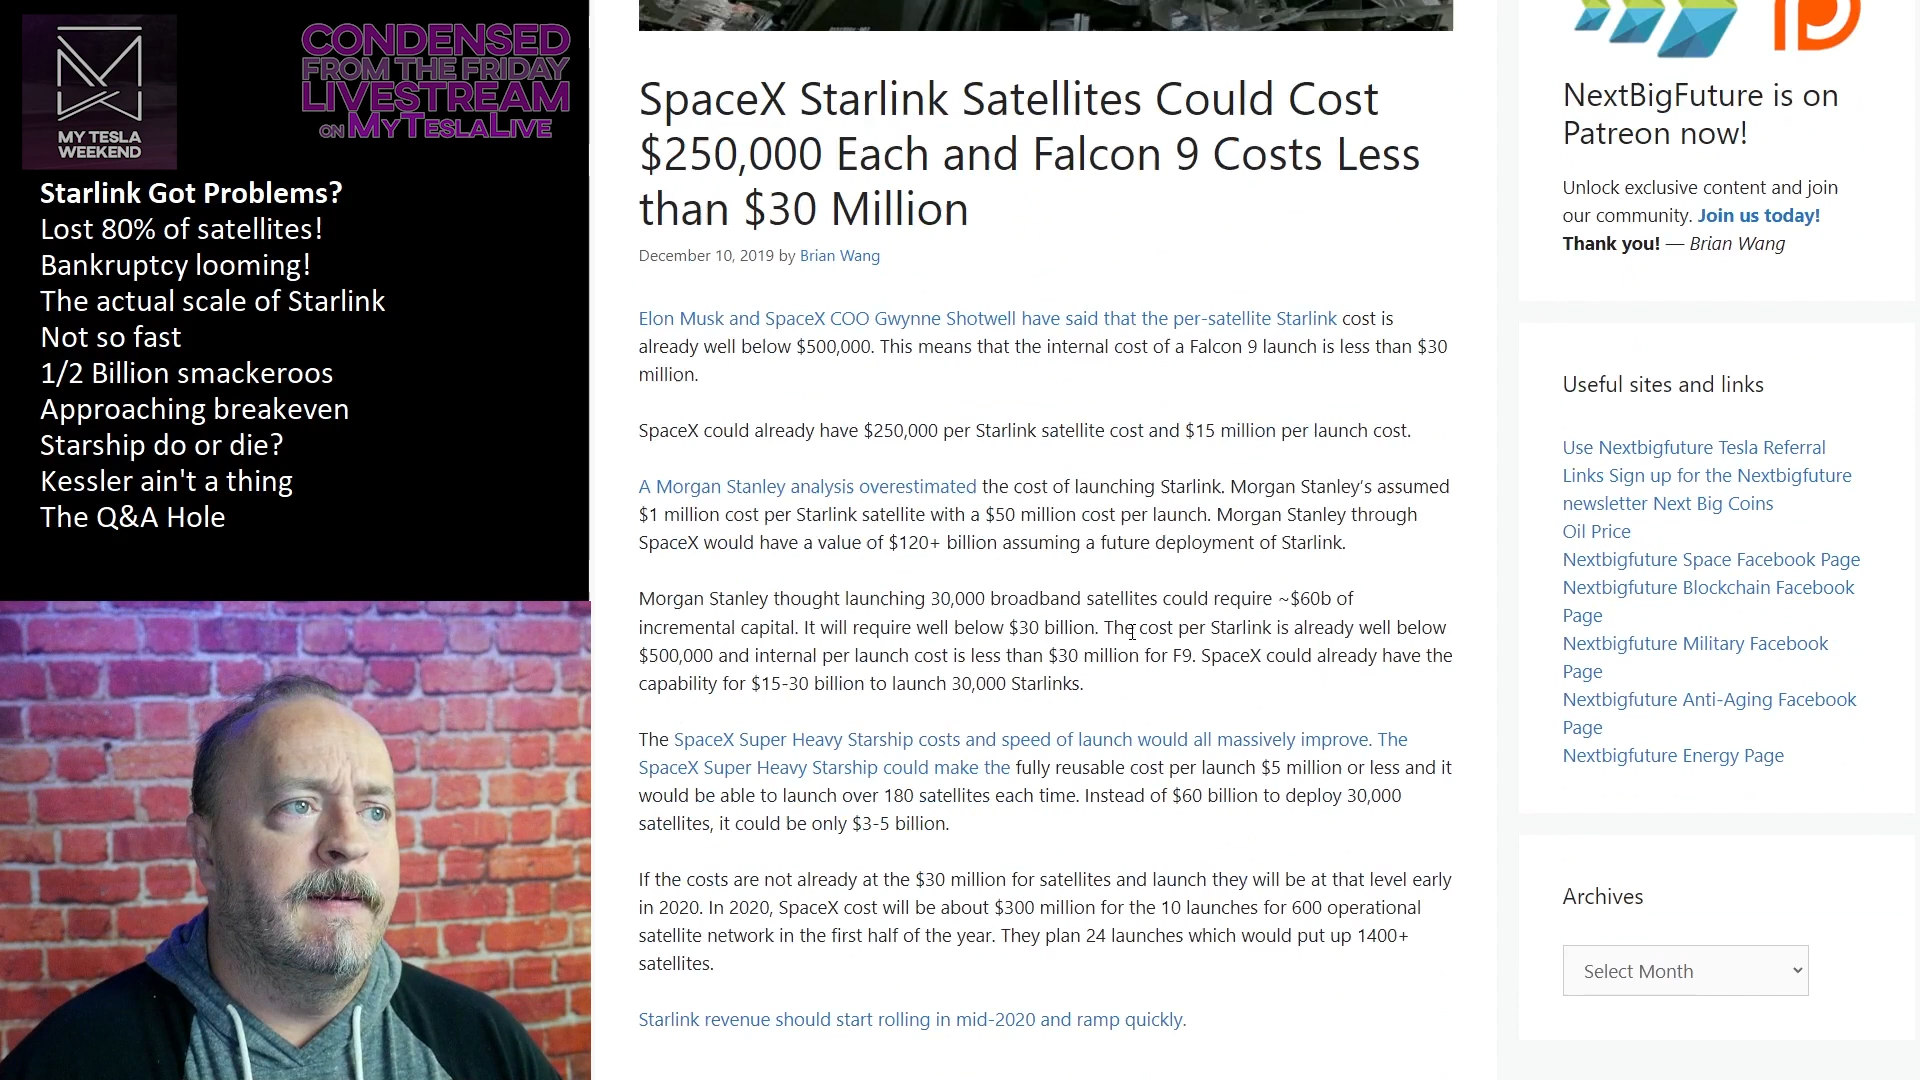 MY TESLA
WEEKEND
CONDENSED
FROM THE FRIDAY
LIVESTREAM
ON MYTESLALIVE
Starlink Got Problems?
Lost 80% of satellites!
Bankruptcy looming!
The actual scale of Starlink
Not so fast
1/2 Billion smackeroos
Approaching breakeven
Starship do or die?
Kessler ain't a thing
The Q&A Hole
SpaceX Starlink Satellites Could Cost
$250,000 Each and Falcon 9 Costs Less
than $30 Million
December 10, 2019 by Brian Wang
Elon Musk and SpaceX COO Gwynne Shotwell have said that the per-satellite Starlink cost is
already well below $500,000. This means that the internal cost of a Falcon 9 launch is less than $30
million.
SpaceX could already have $250,000 per Starlink satellite cost and $15 million per launch cost.
A Morgan Stanley analysis overestimated the cost of launching Starlink. Morgan Stanley’s assumed
$1 million cost per Starlink satellite with a $50 million cost per launch. Morgan Stanley through
SpaceX would have a value of $120+ billion assuming a future deployment of Starlink.
Morgan Stanley thought launching 30,000 broadband satellites could require ~$60b of
incremental capital. It will require well below $30 billion. The cost per Starlink is already well below
$500,000 and internal per launch cost is less than $30 million for F9. SpaceX could already have the
capability for $15-30 billion to launch 30,000 Starlinks.
The SpaceX Super Heavy Starship costs and speed of launch would all massively improve. The
SpaceX Super Heavy Starship could make the fully reusable cost per launch $5 million or less and it
would be able to launch over 180 satellites each time. Instead of $60 billion to deploy 30,000
satellites, it could be only $3-5 billion.
If the costs are not already at the $30 million for satellites and launch they will be at that level early
in 2020. In 2020, SpaceX cost will be about $300 million for the 10 launches for 600 operational
satellite network in the first half of the year. They plan 24 launches which would put up 1400+
satellites.
Starlink revenue should start rolling in mid-2020 and ramp quickly.
NextBigFuture is on
Patreon now!
Unlock exclusive content and join
our community. Join us today!
Thank you! — Brian Wang
Useful sites and links
Use Nextbigfuture Tesla Referral
Links Sign up for the Nextbigfuture
newsletter Next Big Coins
Oil Price
Nextbigfuture Space Facebook Page
Nextbigfuture Blockchain Facebook
Page
Nextbigfuture Military Facebook
Page
Nextbigfuture Anti-Aging Facebook
Page
Nextbigfuture Energy Page
Archives
Select Month